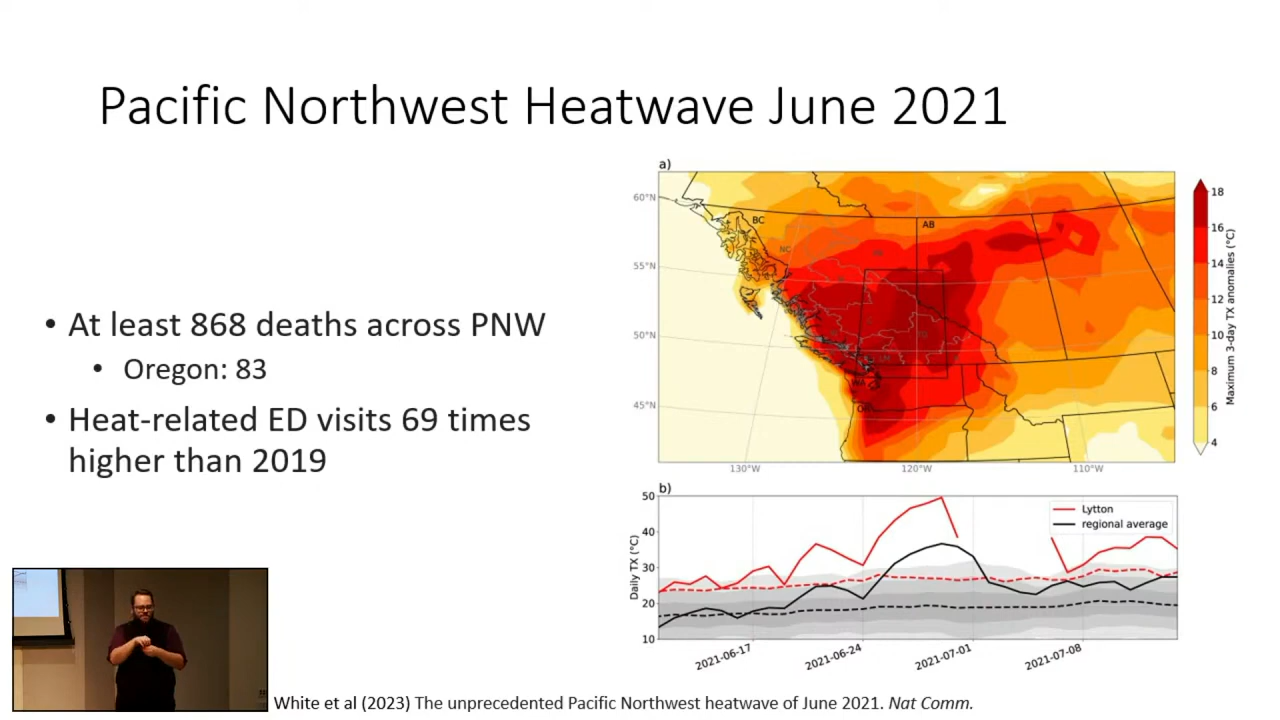 Pacific Northwest Heatwave June 2021
• At least 868 deaths across PNW
• Oregon: 83
• Heat-related ED visits 69 times
higher than 2019
a)
60°N
55°N
50°N
45°N
BC
AB
NC
WA
OR
130°W
120°W
110°W
18
16
14
12
10
8
6
4
Maximum 3-day TX anomalies (°C)
b)
50
40
30
20
10
Daily TX (°C)
Lytton
regional average
2021-06-17
2021-06-24
2021-07-01
2021-07-08
White et al (2023) The unprecedented Pacific Northwest heatwave of June 2021. Nat Comm.